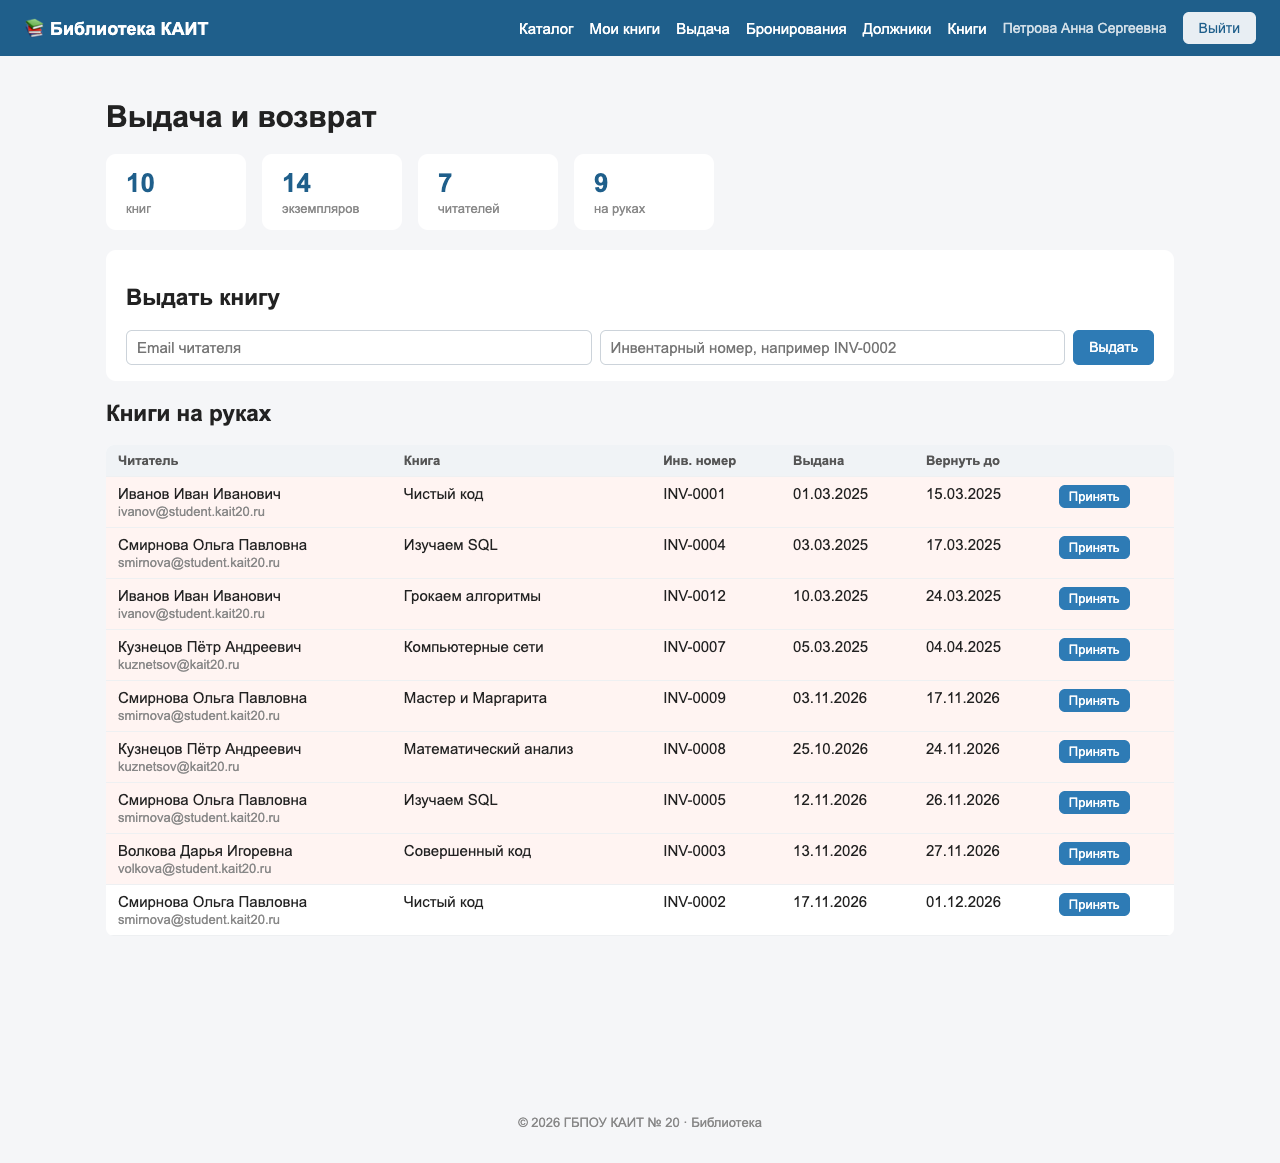 Библиотека КАИТ
Каталог Мои книги Выдача Бронирования Должники Книги Петрова Анна Сергеевна Выйти
Выдача и возврат
10 14 7 9
книг экземпляров читателей на руках
Выдать книгу
Email читателя Инвентарный номер, например INV-0002 Выдать
Книги на руках
Читатель Книга Инв. номер Выдана Вернуть до
Иванов Иван Иванович Чистый код INV-0001 01.03.2025 15.03.2025 Принять
ivanov@student.kait20.ru
Смирнова Ольга Павловна Изучаем SQL INV-0004 03.03.2025 17.03.2025 Принять
smirnova@student.kait20.ru
Иванов Иван Иванович Грокаем алгоритмы INV-0012 10.03.2025 24.03.2025 Принять
ivanov@student.kait20.ru
Кузнецов Пётр Андреевич Компьютерные сети INV-0007 05.03.2025 04.04.2025 Принять
kuznetsov@kait20.ru
Смирнова Ольга Павловна Мастер и Маргарита INV-0009 03.11.2026 17.11.2026 Принять
smirnova@student.kait20.ru
Кузнецов Пётр Андреевич Математический анализ INV-0008 25.10.2026 24.11.2026 Принять
kuznetsov@kait20.ru
Смирнова Ольга Павловна Изучаем SQL INV-0005 12.11.2026 26.11.2026 Принять
smirnova@student.kait20.ru
Волкова Дарья Игоревна Совершенный код INV-0003 13.11.2026 27.11.2026 Принять
volkova@student.kait20.ru
Смирнова Ольга Павловна Чистый код INV-0002 17.11.2026 01.12.2026 Принять
smirnova@student.kait20.ru
© 2026 ГБПОУ КАИТ № 20 · Библиотека